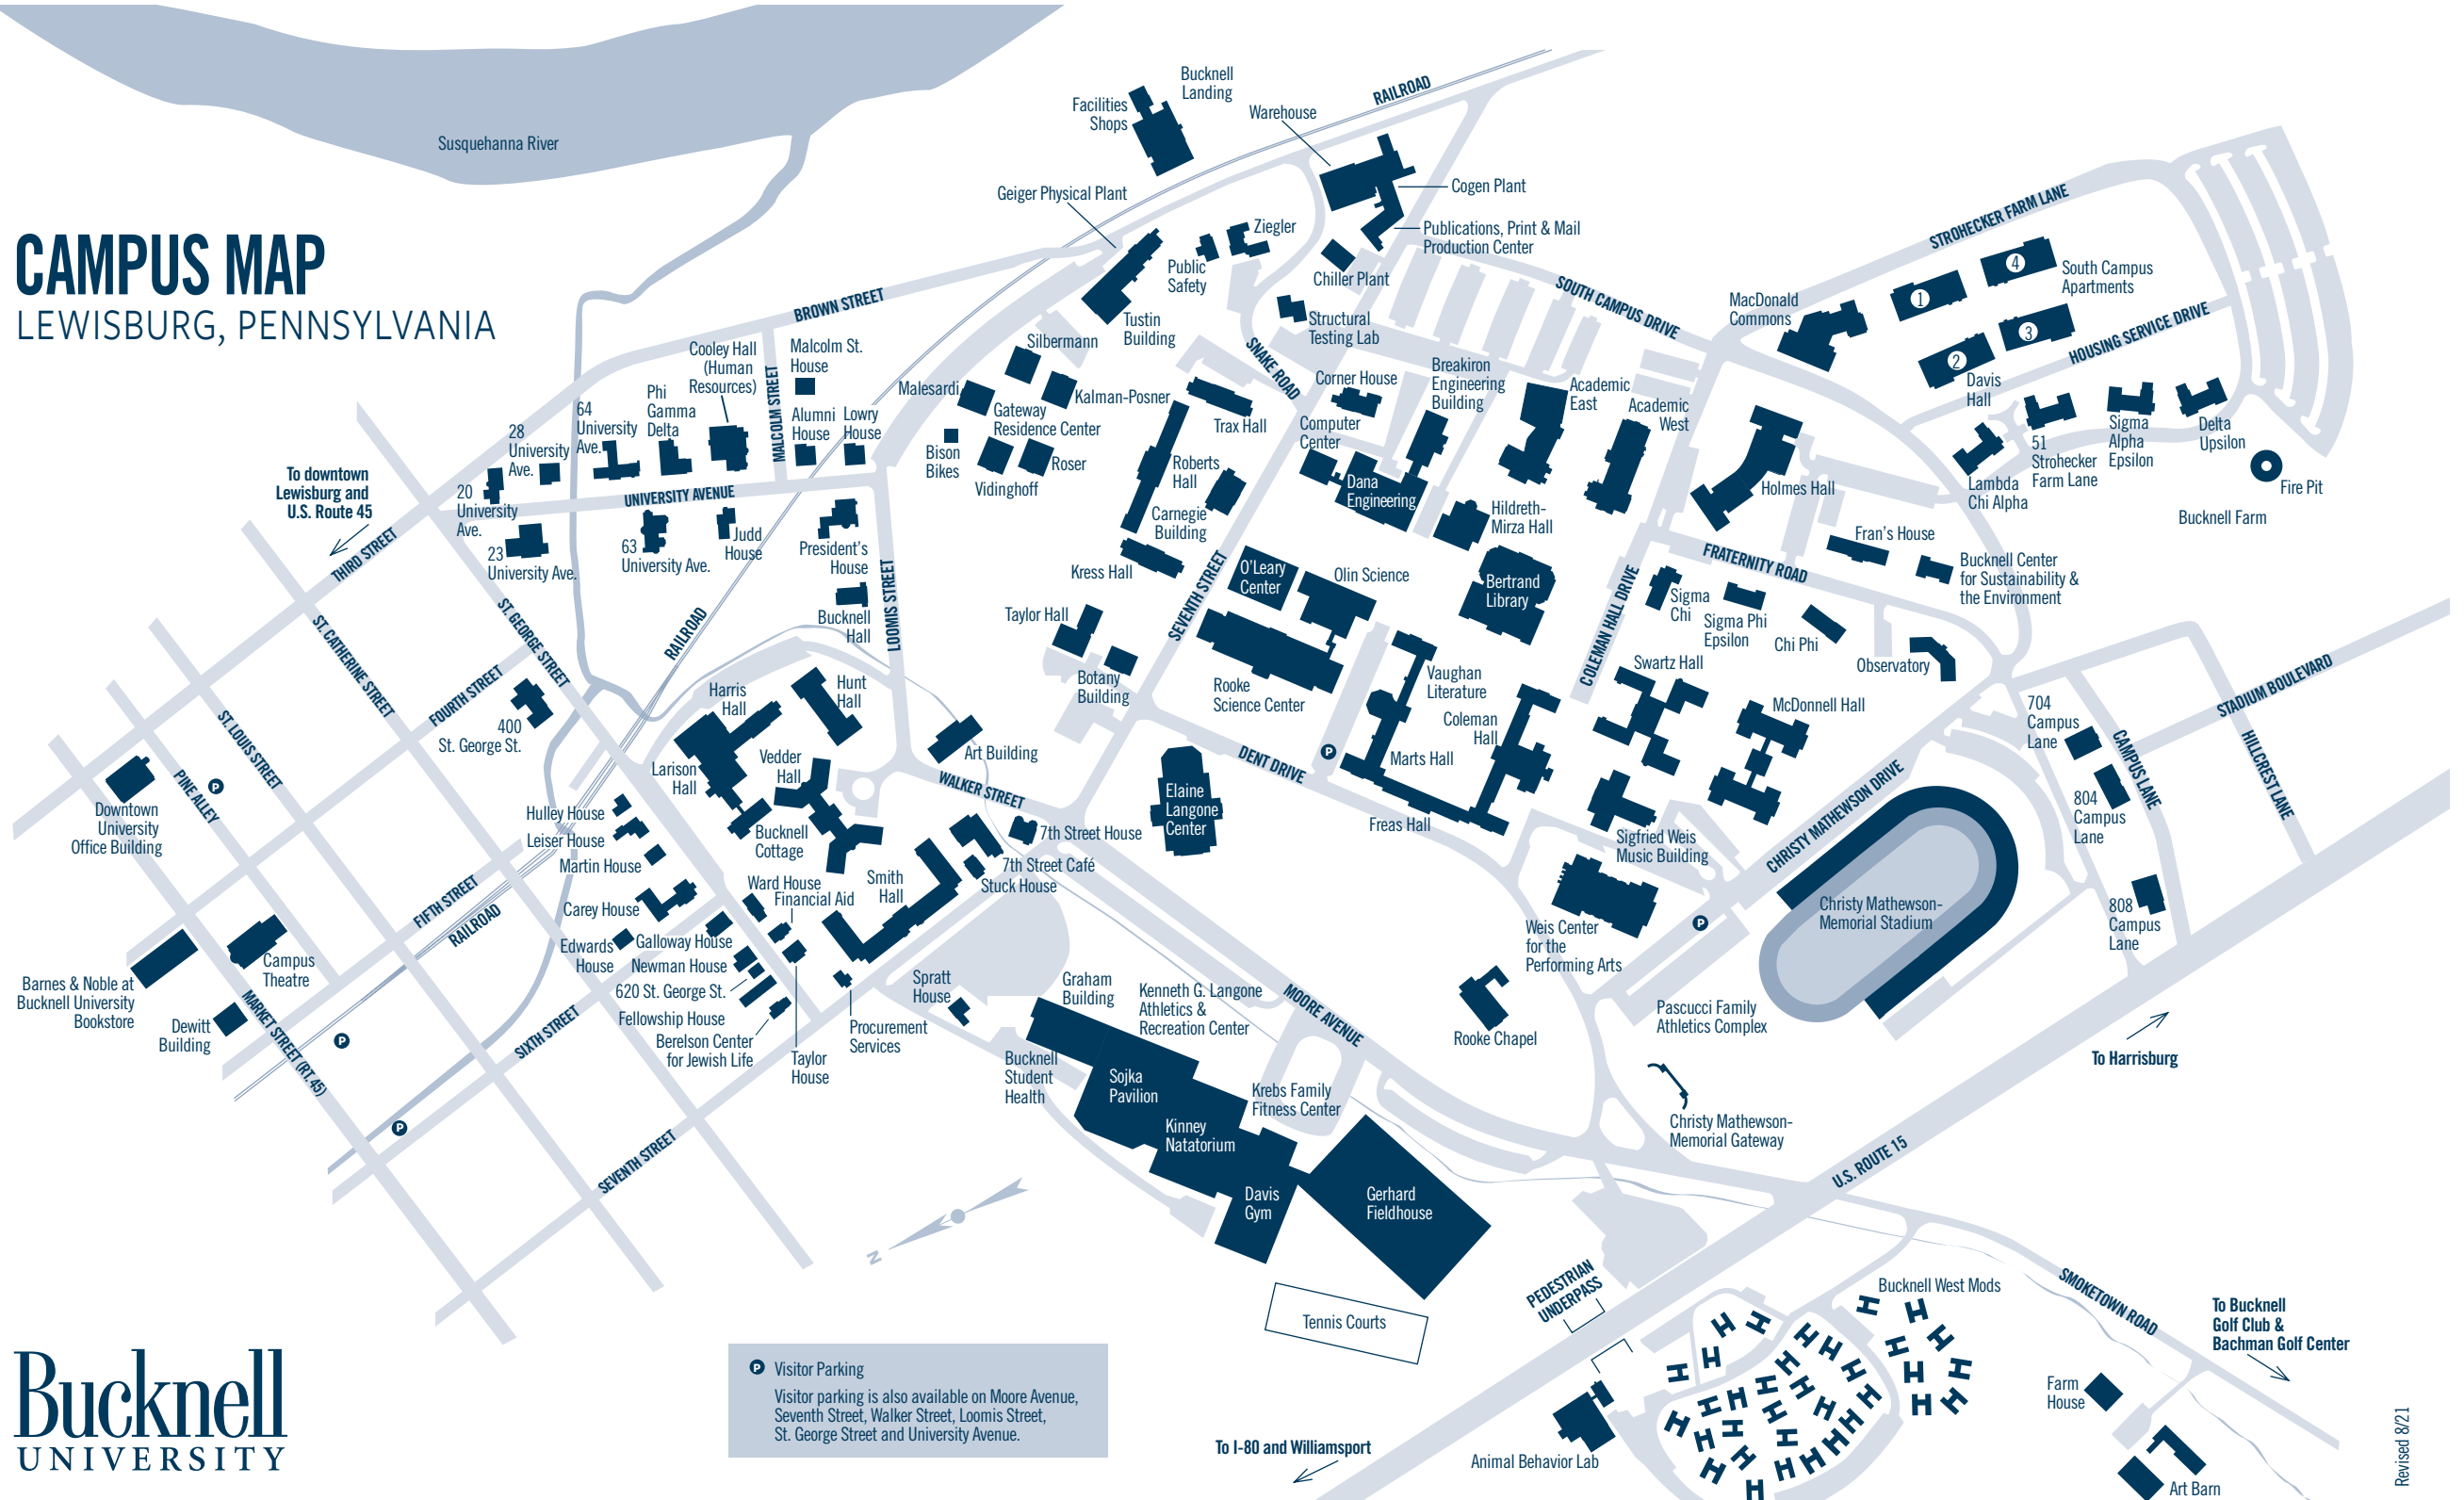 CAMPUS MAP
LEWISBURG, PENNSYLVANIA
Susquehanna River
Bucknell
Landing
Facilities
Shops
Warehouse
RAILROAD
Geiger Physical Plant
Cogen Plant
Ziegler
Publications, Print & Mail
Production Center
Public
Safety
Chiller Plant
STROHECKER FARM LANE
4
South Campus
Apartments
1
3
2
MacDonald
Commons
SOUTH CAMPUS DRIVE
HOUSING SERVICE DRIVE
BROWN STREET
Tustin
Building
Structural
Testing Lab
SNAKE ROAD
Silbermann
Malesardi
Kalman-Posner
Gateway
Residence Center
Bison
Bikes
Roser
Vidinghoff
Cooley Hall
(Human
Resources)
Malcolm St.
House
MALCOLM STREET
Phi
Gamma
Delta
64
University
Ave.
28
University
Ave.
Alumni
House
Lowry
House
20
University
Ave.
UNIVERSITY AVENUE
To downtown
Lewisburg and
U.S. Route 45
23
University Ave.
63
University Ave.
Judd
House
President's
House
Bucknell
Hall
LOOMIS STREET
Trax Hall
Corner House
Computer
Center
Breakiron
Engineering
Building
Academic
East
Academic
West
Roberts
Hall
Carnegie
Building
Dana
Engineering
Hildreth-
Mirza Hall
Holmes Hall
Davis
Hall
Lambda
Chi Alpha
51
Strohecker
Farm Lane
Sigma
Alpha
Epsilon
Delta
Upsilon
Fire Pit
Bucknell Farm
Kress Hall
SEVENTH STREET
O'Leary
Center
Olin Science
Bertrand
Library
FRATERNITY ROAD
Fran's House
Bucknell Center
for Sustainability &
the Environment
Sigma
Chi
Sigma Phi
Epsilon
Chi Phi
Observatory
COLEMAN HALL DRIVE
Taylor Hall
Botany
Building
Rooke
Science Center
Vaughan
Literature
Coleman
Hall
Swartz Hall
McDonnell Hall
Marts Hall
P
DENT DRIVE
Freas Hall
Elaine
Langone
Center
Sigfried Weis
Music Building
CHRISTY MATHEWSON DRIVE
704
Campus
Lane
CAMPUS LANE
804
Campus
Lane
808
Campus
Lane
HILLCREST LANE
STADIUM BOULEVARD
THIRD STREET
ST. GEORGE STREET
ST. CATHERINE STREET
FOURTH STREET
400
St. George St.
ST. LOUIS STREET
PINE ALLEY
P
RAILROAD
Downtown
University
Office Building
Harris
Hall
Hunt
Hall
Larison
Hall
Vedder
Hall
Bucknell
Cottage
Art Building
WALKER STREET
Hulley House
Leiser House
Martin House
Carey House
Edwards
House
Galloway House
Newman House
620 St. George St.
Fellowship House
Berelson Center
for Jewish Life
Ward House
Financial Aid
Smith
Hall
7th Street House
7th Street Café
Stuck House
Taylor
House
Procurement
Services
Spratt
House
FIFTH STREET
RAILROAD
SIXTH STREET
SEVENTH STREET
Campus
Theatre
Barnes & Noble at
Bucknell University
Bookstore
Dewitt
Building
MARKET STREET (RT. 45)
P
P
Graham
Building
Kenneth G. Langone
Athletics &
Recreation Center
MOORE AVENUE
Bucknell
Student
Health
Sojka
Pavilion
Kinney
Natatorium
Krebs Family
Fitness Center
Davis
Gym
Gerhard
Fieldhouse
Tennis Courts
Weis Center
for the
Performing Arts
P
Rooke Chapel
Christy Mathewson-
Memorial Stadium
Pascucci Family
Athletics Complex
Christy Mathewson-
Memorial Gateway
To Harrisburg
U.S. ROUTE 15
PEDESTRIAN
UNDERPASS
Bucknell West Mods
SMOKETOWN ROAD
To Bucknell
Golf Club &
Bachman Golf Center
Farm
House
Art Barn
Animal Behavior Lab
To I-80 and Williamsport
N
P Visitor Parking
Visitor parking is also available on Moore Avenue,
Seventh Street, Walker Street, Loomis Street,
St. George Street and University Avenue.
Bucknell
UNIVERSITY
Revised 8/21